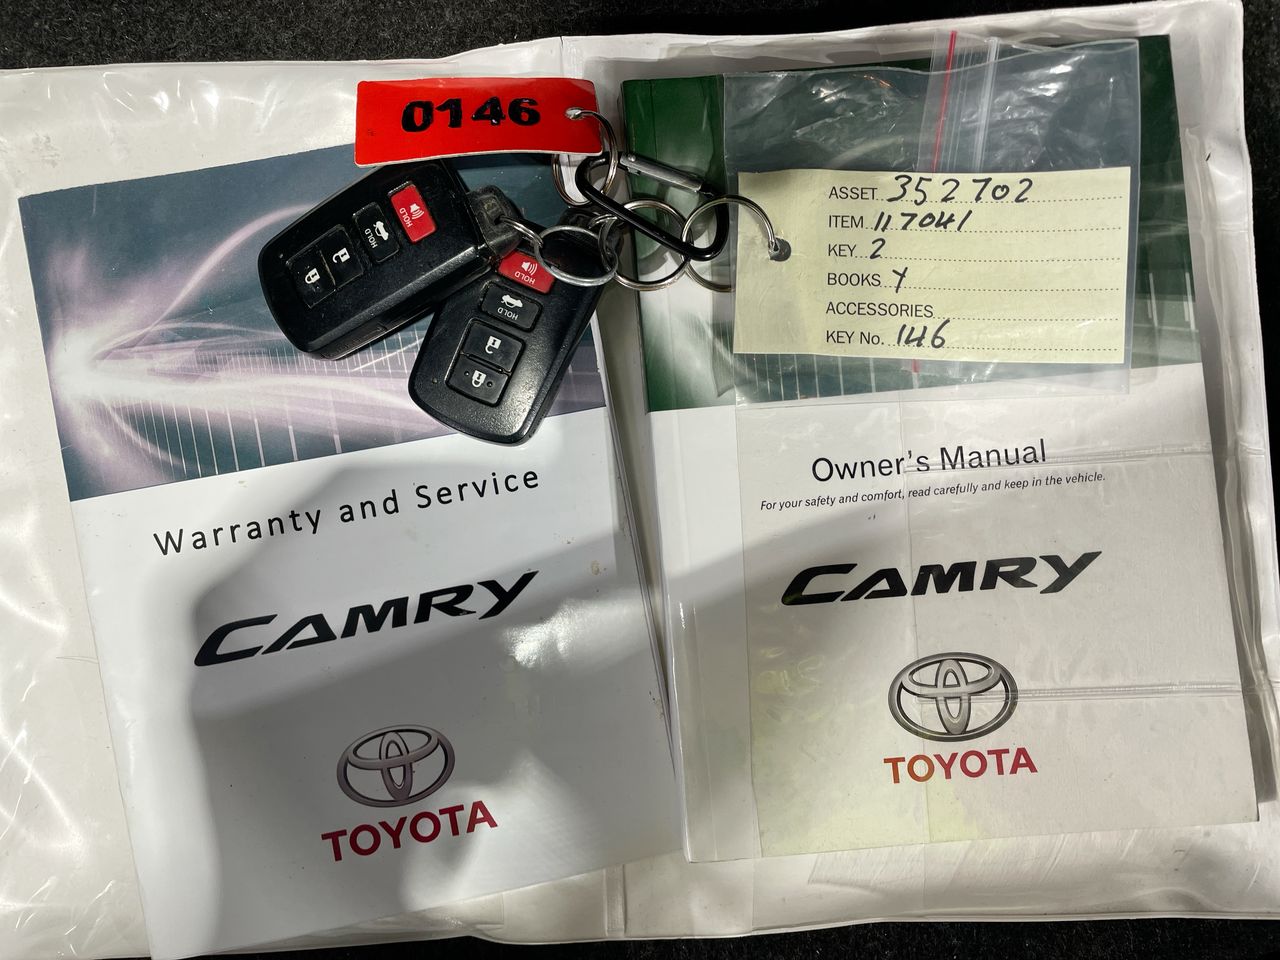 0146
HOLD
HOLD
HOLD
HOLD
ASSET 352702
ITEM 117041
KEY 2
BOOKS Y
ACCESSORIES
KEY No. 146
Warranty and Service
CAMRY
TOYOTA
Owner's Manual
For your safety and comfort, read carefully and keep in the vehicle.
CAMRY
TOYOTA